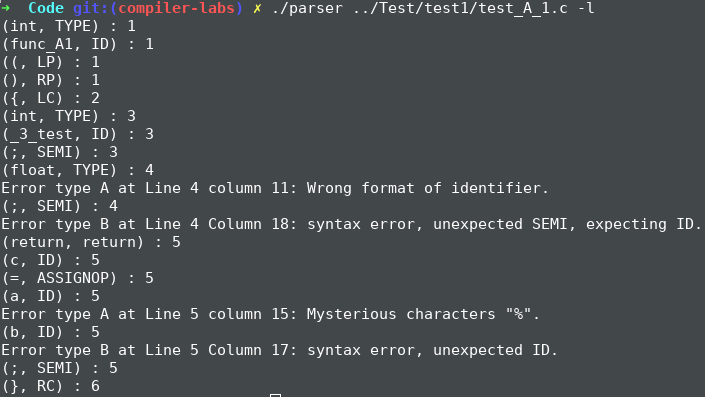 → Code git:(compiler-labs) ✗ ./parser ../Test/test1/test_A_1.c -l
(int, TYPE) : 1
(func_A1, ID) : 1
((, LP) : 1
(), RP) : 1
({, LC) : 2
(int, TYPE) : 3
(_3_test, ID) : 3
(;, SEMI) : 3
(float, TYPE) : 4
Error type A at Line 4 column 11: Wrong format of identifier.
(;, SEMI) : 4
Error type B at Line 4 Column 18: syntax error, unexpected SEMI, expecting ID.
(return, return) : 5
(c, ID) : 5
(=, ASSIGNOP) : 5
(a, ID) : 5
Error type A at Line 5 column 15: Mysterious characters "%".
(b, ID) : 5
Error type B at Line 5 Column 17: syntax error, unexpected ID.
(;, SEMI) : 5
(}, RC) : 6